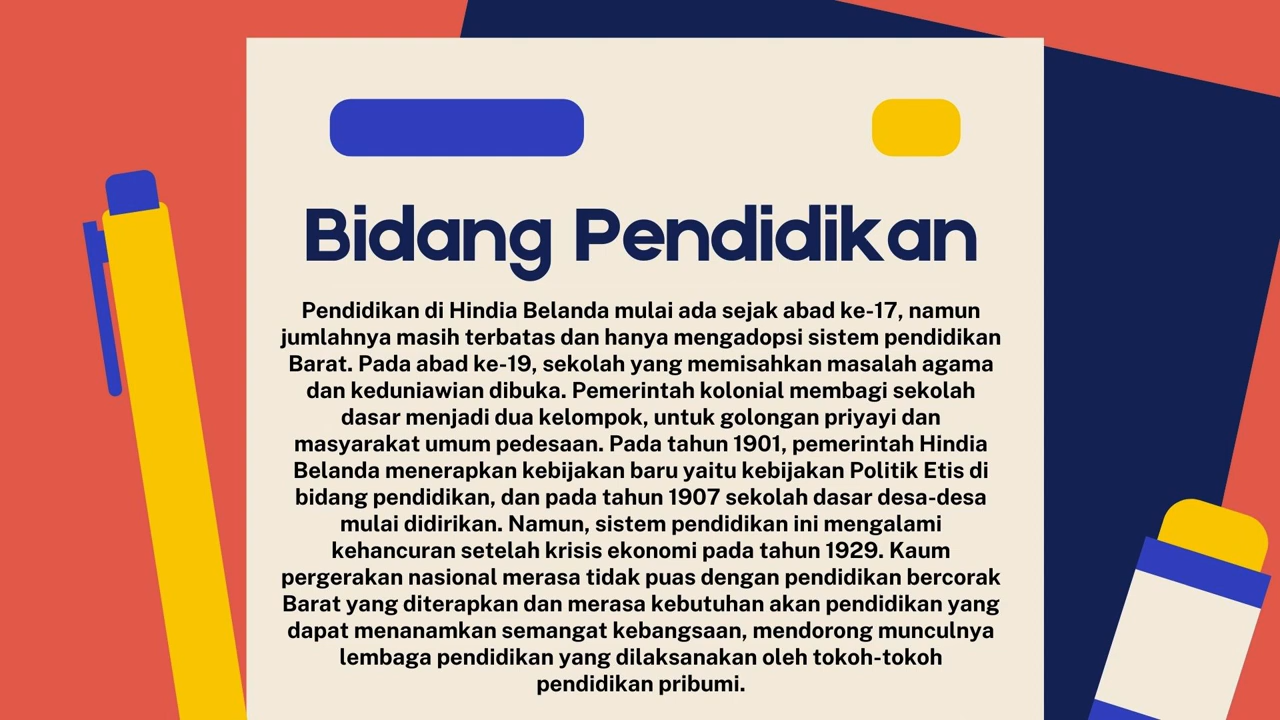 Bidang Pendidikan
Pendidikan di Hindia Belanda mulai ada sejak abad ke-17, namun
jumlahnya masih terbatas dan hanya mengadopsi sistem pendidikan
Barat. Pada abad ke-19, sekolah yang memisahkan masalah agama
dan keduniawian dibuka. Pemerintah kolonial membagi sekolah
dasar menjadi dua kelompok, untuk golongan priyayi dan
masyarakat umum pedesaan. Pada tahun 1901, pemerintah Hindia
Belanda menerapkan kebijakan baru yaitu kebijakan Politik Etis di
bidang pendidikan, dan pada tahun 1907 sekolah dasar desa-desa
mulai didirikan. Namun, sistem pendidikan ini mengalami
kehancuran setelah krisis ekonomi pada tahun 1929. Kaum
pergerakan nasional merasa tidak puas dengan pendidikan bercorak
Barat yang diterapkan dan merasa kebutuhan akan pendidikan yang
dapat menanamkan semangat kebangsaan, mendorong munculnya
lembaga pendidikan yang dilaksanakan oleh tokoh-tokoh
pendidikan pribumi.